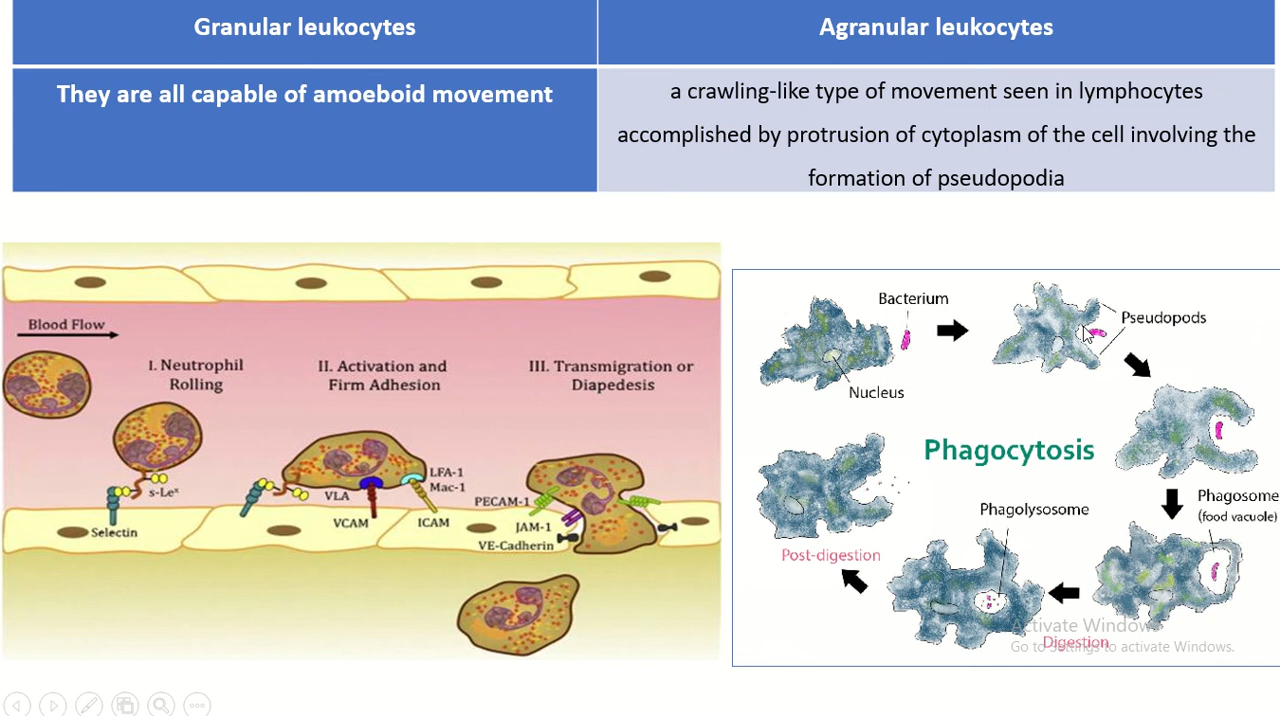 Granular leukocytes
Agranular leukocytes
They are all capable of amoeboid movement
a crawling-like type of movement seen in lymphocytes
accomplished by protrusion of cytoplasm of the cell involving the
formation of pseudopodia
Blood Flow
I. Neutrophil
Rolling
II. Activation and
Firm Adhesion
III. Transmigration or
Diapedesis
s-Leˣ
Selectin
VLA
VCAM
LFA-1
Mac-1
ICAM
PECAM-1
JAM-1
VE-Cadherin
Bacterium
Nucleus
Pseudopods
Phagocytosis
Phagosome
(food vacuole)
Phagolysosome
Post-digestion
Digestion
Activate Windows
Go to Settings to activate Windows.